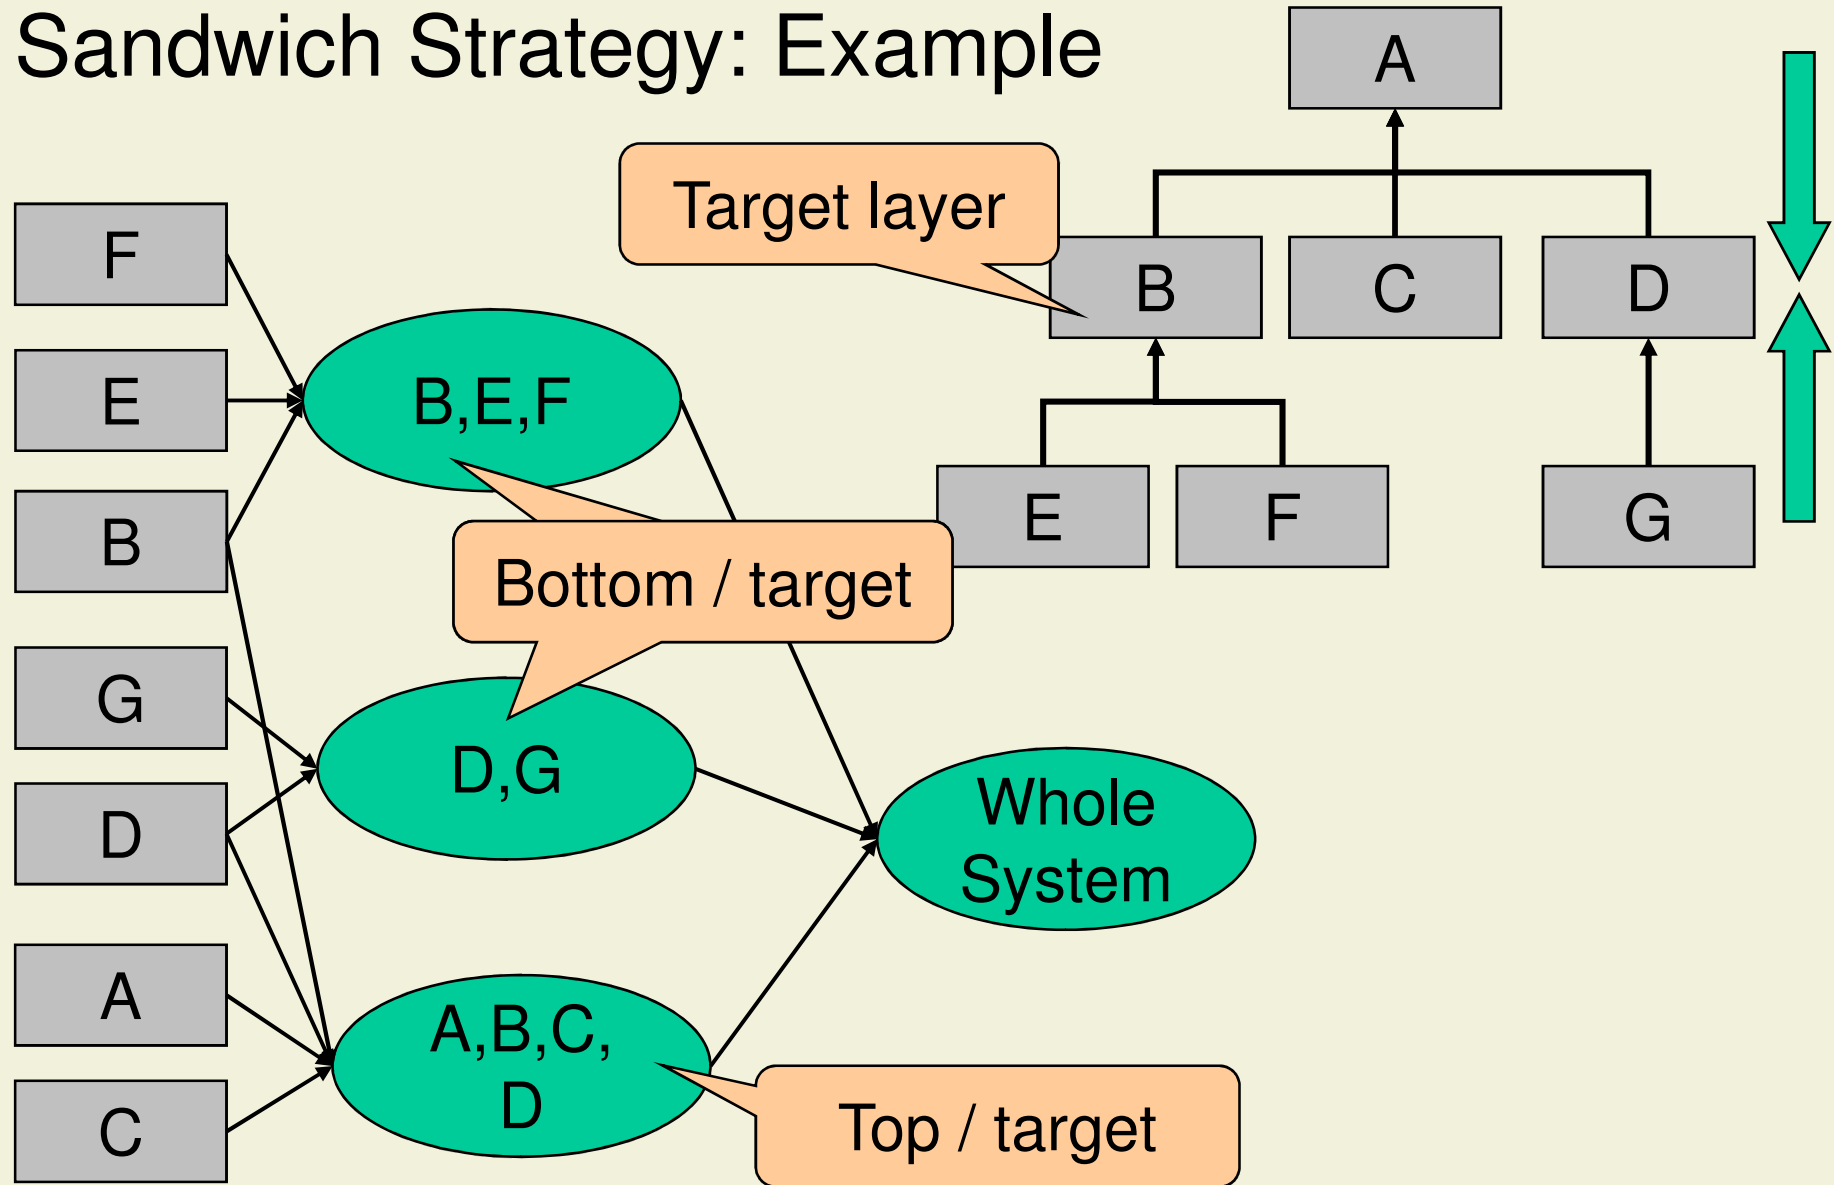 Sandwich Strategy: Example
A
Target layer
B
C
D
E
F
G
F
E
B
G
D
A
C
B,E,F
Bottom / target
D,G
A,B,C,
D
Top / target
Whole
System